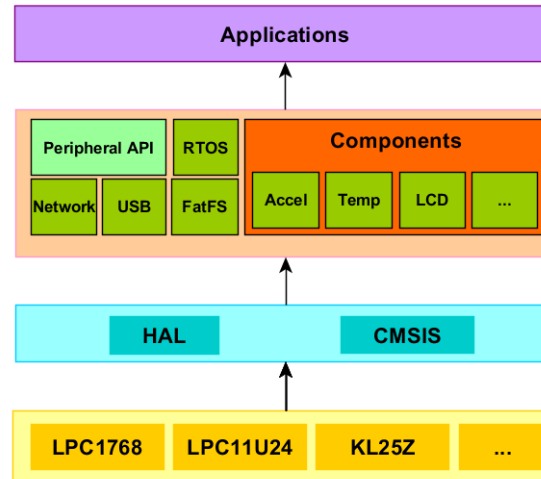 Applications
Peripheral API
RTOS
Components
Network
USB
FatFS
Accel
Temp
LCD
...
HAL
CMSIS
LPC1768
LPC11U24
KL25Z
...